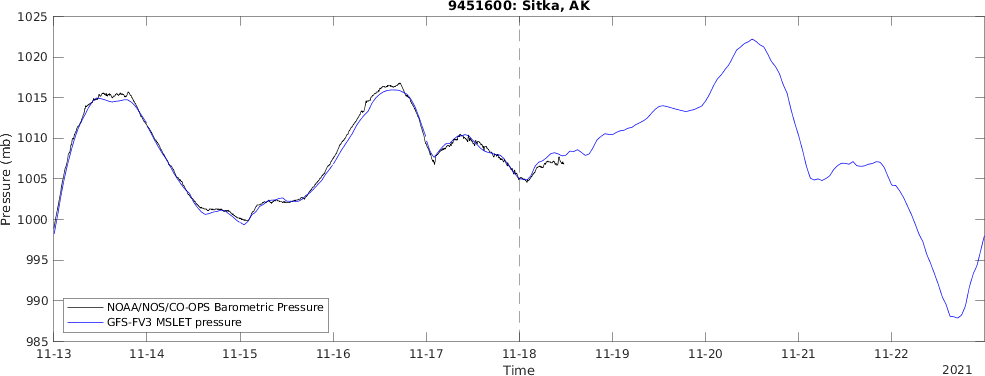 9451600: Sitka, AK
Pressure (mb)
1025
1020
1015
1010
1005
1000
995
990
985
NOAA/NOS/CO-OPS Barometric Pressure
GFS-FV3 MSLET pressure
11-13 11-14 11-15 11-16 11-17 11-18 11-19 11-20 11-21 11-22
Time
2021